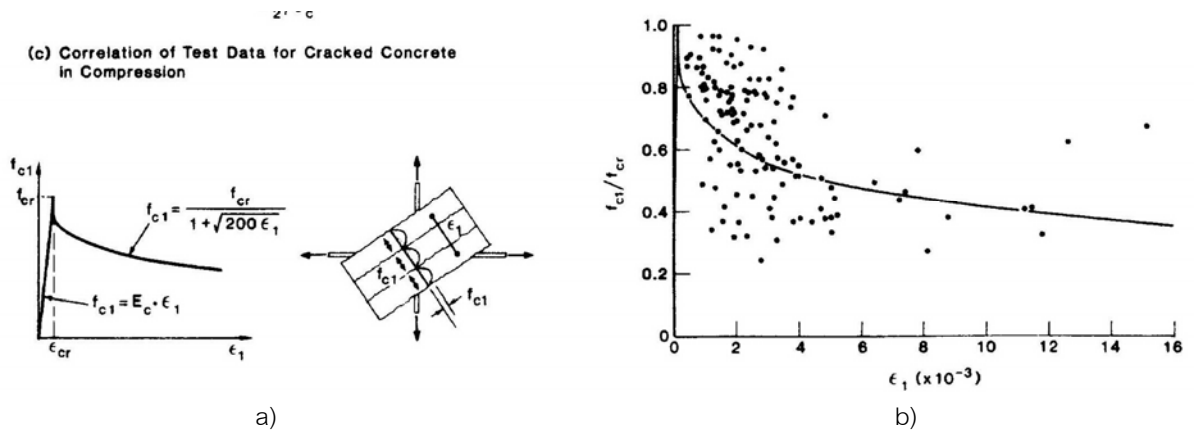 (c) Correlation of Test Data for Cracked Concrete
in Compression
f_c1
f_cr
f_c1 = f_cr / (1 + √(200 ϵ_1))
f_c1 = E_c · ϵ_1
ϵ_cr
ϵ_1
ϵ_1
f_c1
f_c1
a)
f_c1/f_cr
1.0
0.8
0.6
0.4
0.2
0
0 2 4 6 8 10 12 14 16
ϵ_1 (x10⁻³)
b)